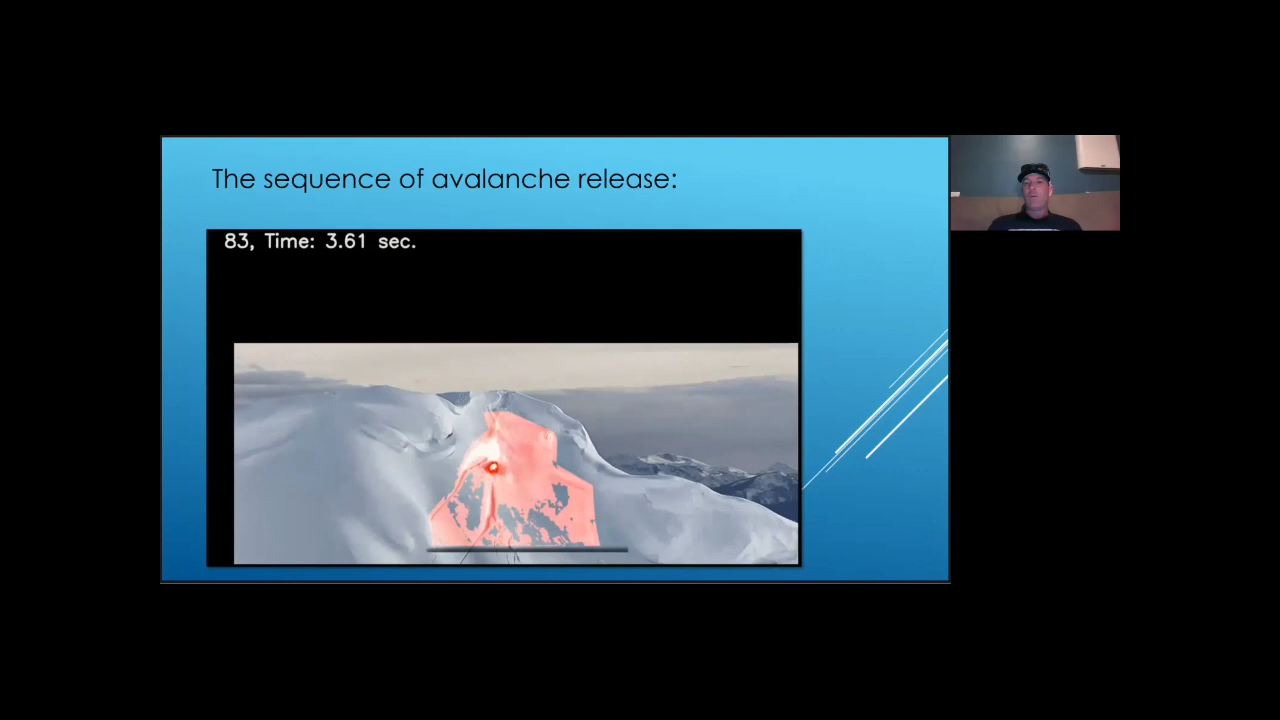 The sequence of avalanche release:
83, Time: 3.61 sec.